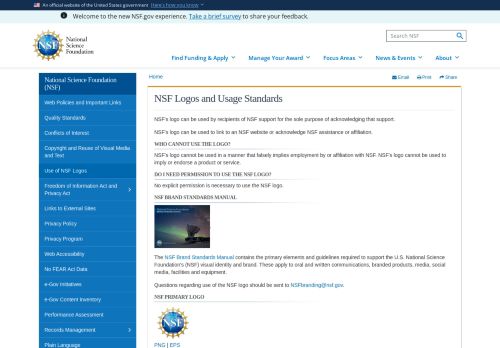 An official website of the United States government Here's how you know
Welcome to the new NSF.gov experience. Take a brief survey to share your feedback.
NSF
National
Science
Foundation
Search NSF
Find Funding & Apply
Manage Your Award
Focus Areas
News & Events
About
National Science Foundation
(NSF)
Web Policies and Important Links
Quality Standards
Conflicts of Interest
Copyright and Reuse of Visual Media
and Text
Use of NSF Logos
Freedom of Information Act and
Privacy Act
Links to External Sites
Privacy Policy
Privacy Program
Web Accessibility
No FEAR Act Data
e-Gov Initiatives
e-Gov Content Inventory
Performance Assessment
Records Management
Plain Language
Home
Email
Print
Share
NSF Logos and Usage Standards
NSF's logo can be used by recipients of NSF support for the sole purpose of acknowledging that support.
NSF's logo can be used to link to an NSF website or acknowledge NSF assistance or affiliation.
WHO CANNOT USE THE LOGO?
NSF's logo cannot be used in a manner that falsely implies employment by or affiliation with NSF. NSF's logo cannot be used to
imply or endorse a product or service.
DO I NEED PERMISSION TO USE THE NSF LOGO?
No explicit permission is necessary to use the NSF logo.
NSF BRAND STANDARDS MANUAL
The NSF Brand Standards Manual contains the primary elements and guidelines required to support the U.S. National Science
Foundation's (NSF) visual identity and brand. These apply to oral and written communications, branded products, media, social
media, facilities and equipment.
Questions regarding use of the NSF logo should be sent to NSFbranding@nsf.gov.
NSF PRIMARY LOGO
NSF
PNG | EPS